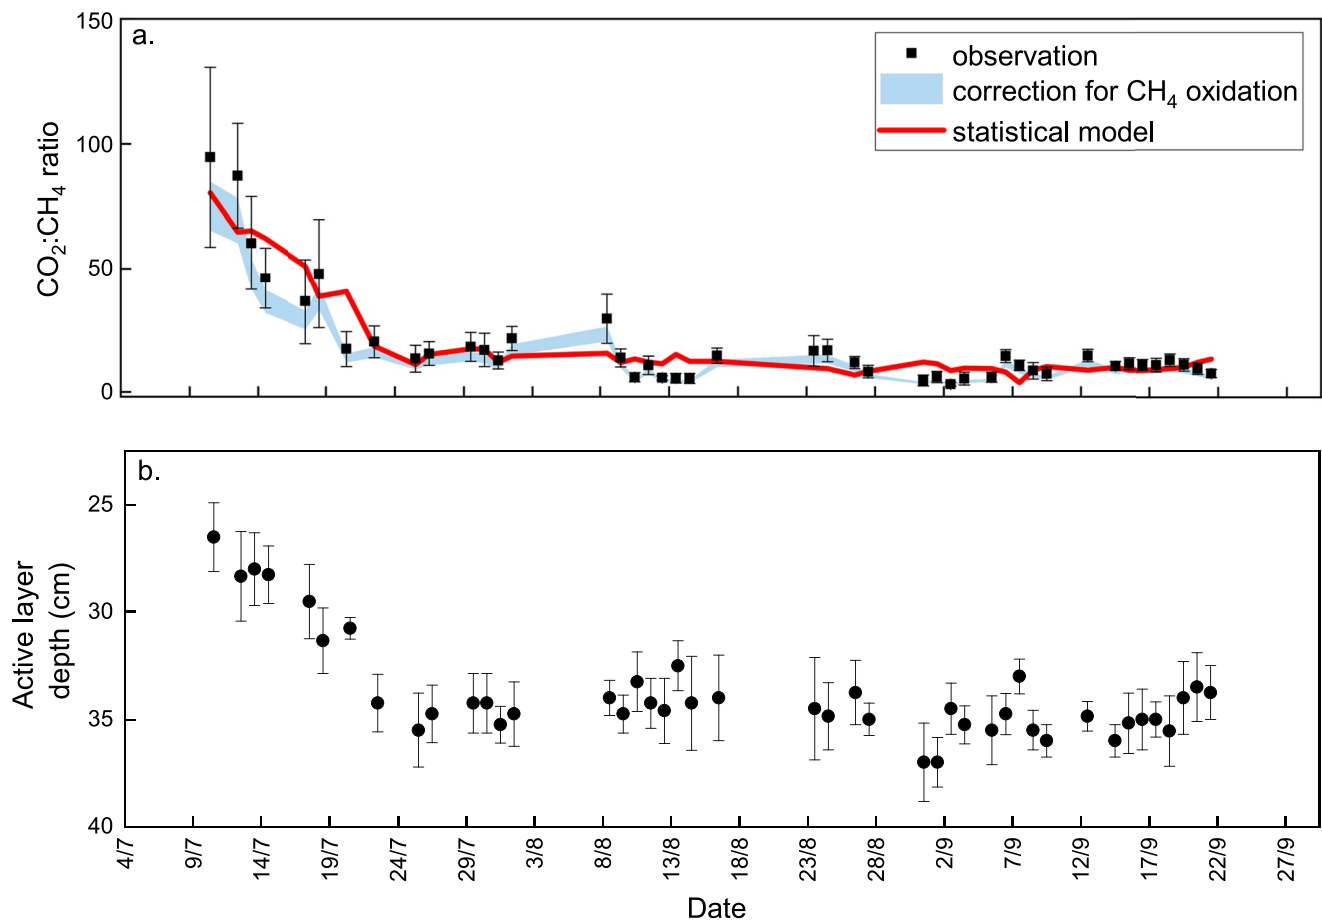 150
a.
observation
correction for CH₄ oxidation
statistical model
100
50
0
CO₂:CH₄ ratio
b.
25
30
35
40
Active layer
depth (cm)
4/7 9/7 14/7 19/7 24/7 29/7 3/8 8/8 13/8 18/8 23/8 28/8 2/9 7/9 12/9 17/9 22/9 27/9
Date